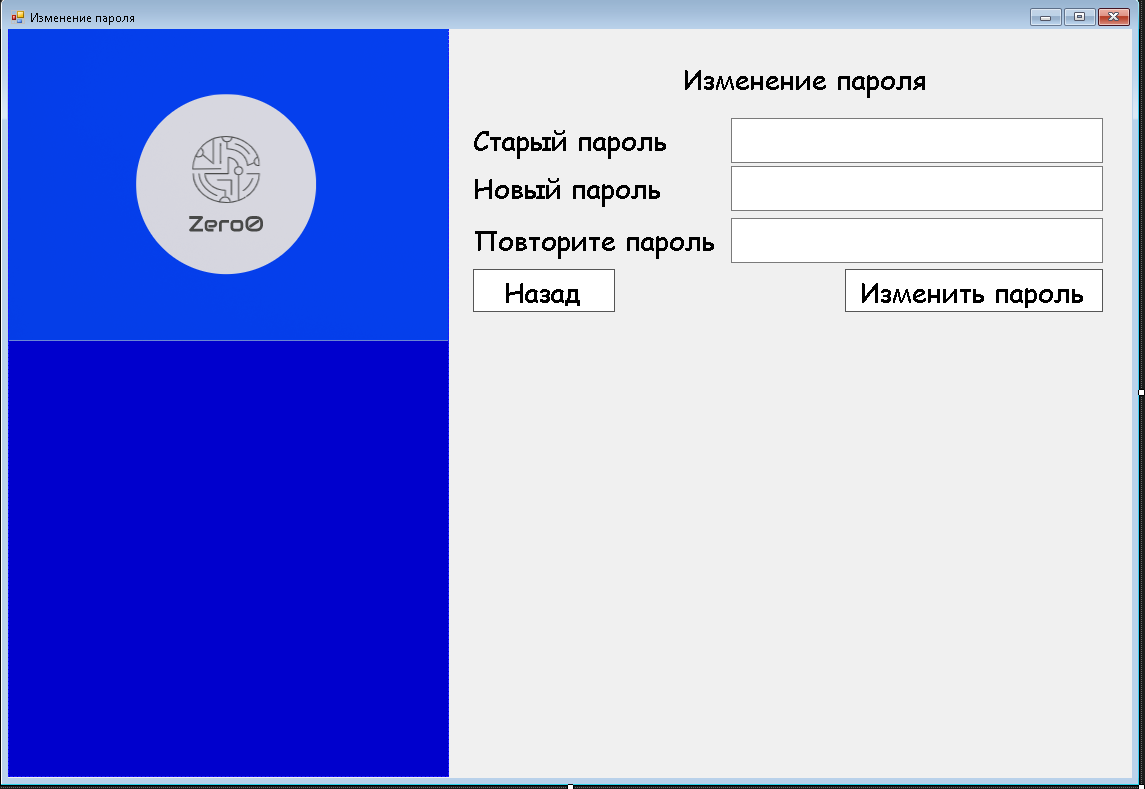 Изменение пароля
Zero0
Изменение пароля
Старый пароль
Новый пароль
Повторите пароль
Назад
Изменить пароль